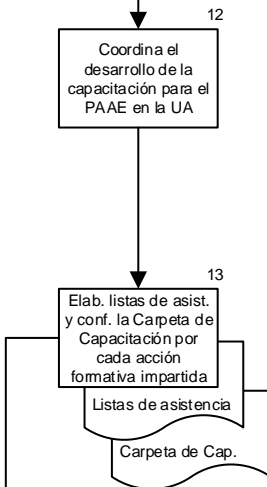 12
Coordina el
desarrollo de la
capacitación para el
PAAE en la UA
13
Elab. listas de asist.
y conf. la Carpeta de
Capacitación por
cada acción
formativa impartida
Listas de asistencia
Carpeta de Cap.